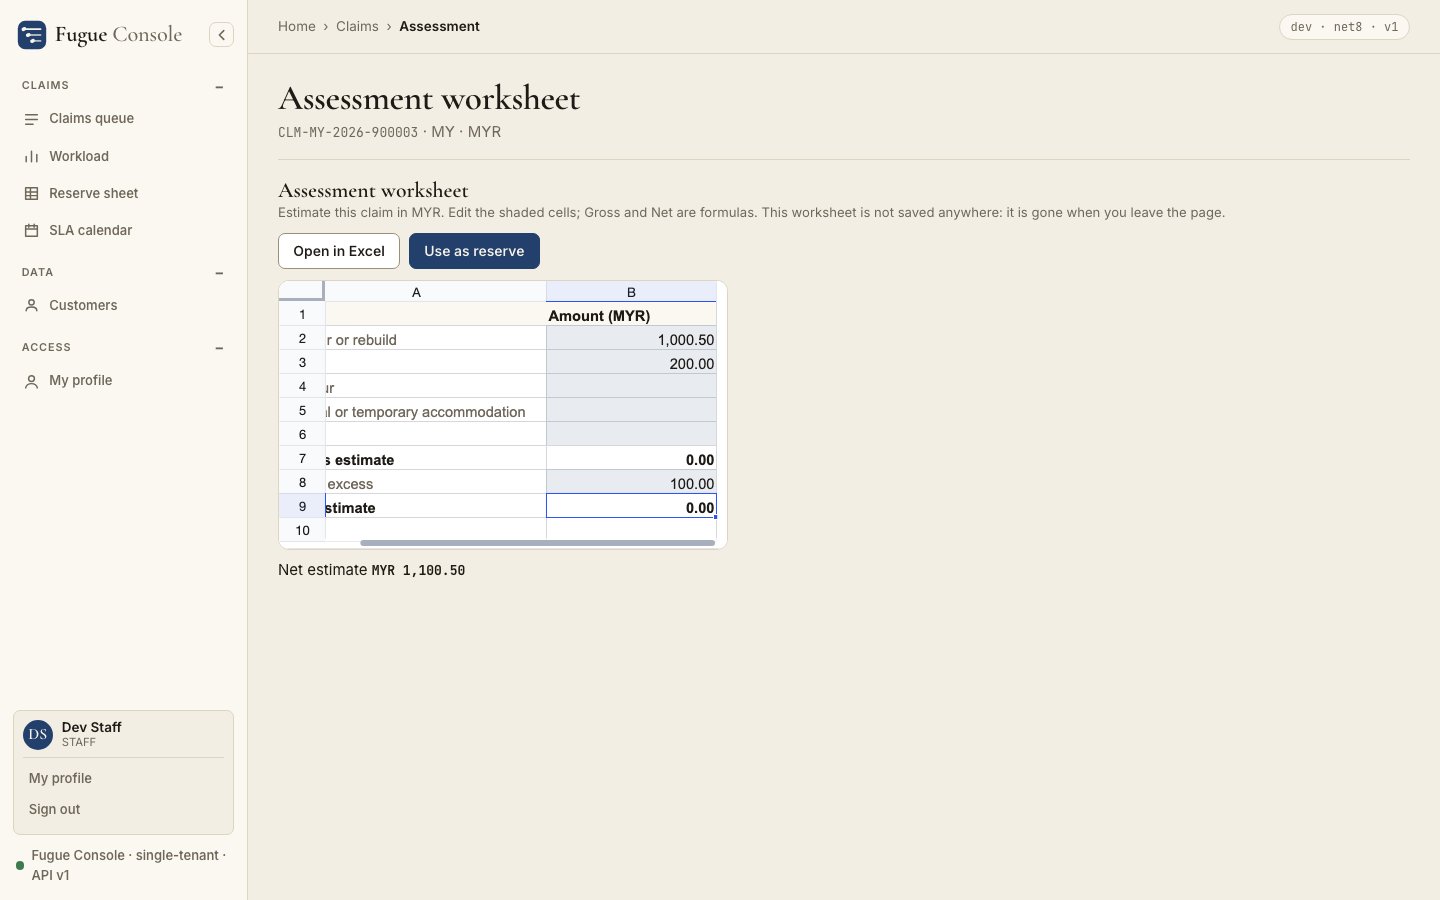 Fugue Console
Home › Claims › Assessment
dev · net8 · v1
CLAIMS
Claims queue
Workload
Reserve sheet
SLA calendar
DATA
Customers
ACCESS
My profile
Assessment worksheet
CLM-MY-2026-900003 · MY · MYR
Assessment worksheet
Estimate this claim in MYR. Edit the shaded cells; Gross and Net are formulas. This worksheet is not saved anywhere: it is gone when you leave the page.
Open in Excel
Use as reserve
A B
1 Amount (MYR)
2 r or rebuild 1,000.50
3 200.00
4 ur
5 l or temporary accommodation
6
7 s estimate 0.00
8 excess 100.00
9 stimate 0.00
10
Net estimate MYR 1,100.50
DS
Dev Staff
STAFF
My profile
Sign out
Fugue Console · single-tenant ·
API v1